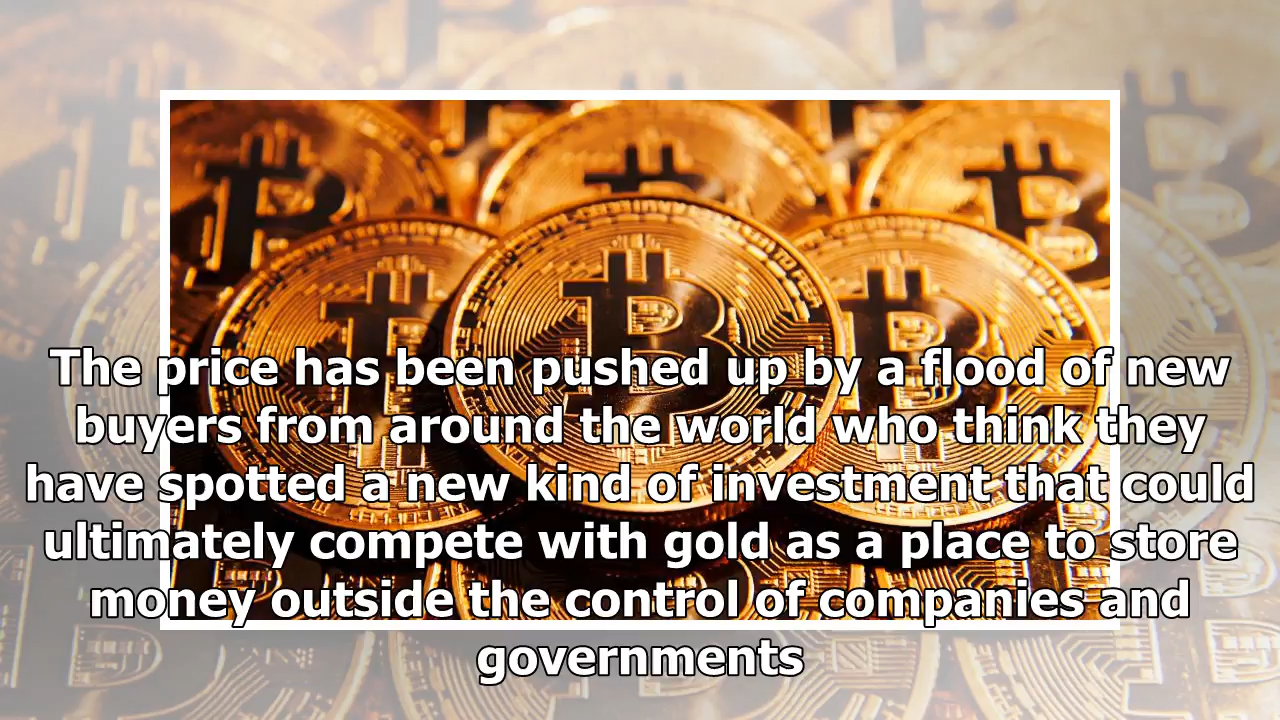 The price has been pushed up by a flood of new
buyers from around the world who think they
have spotted a new kind of investment that could
ultimately compete with gold as a place to store
money outside the control of companies and
governments